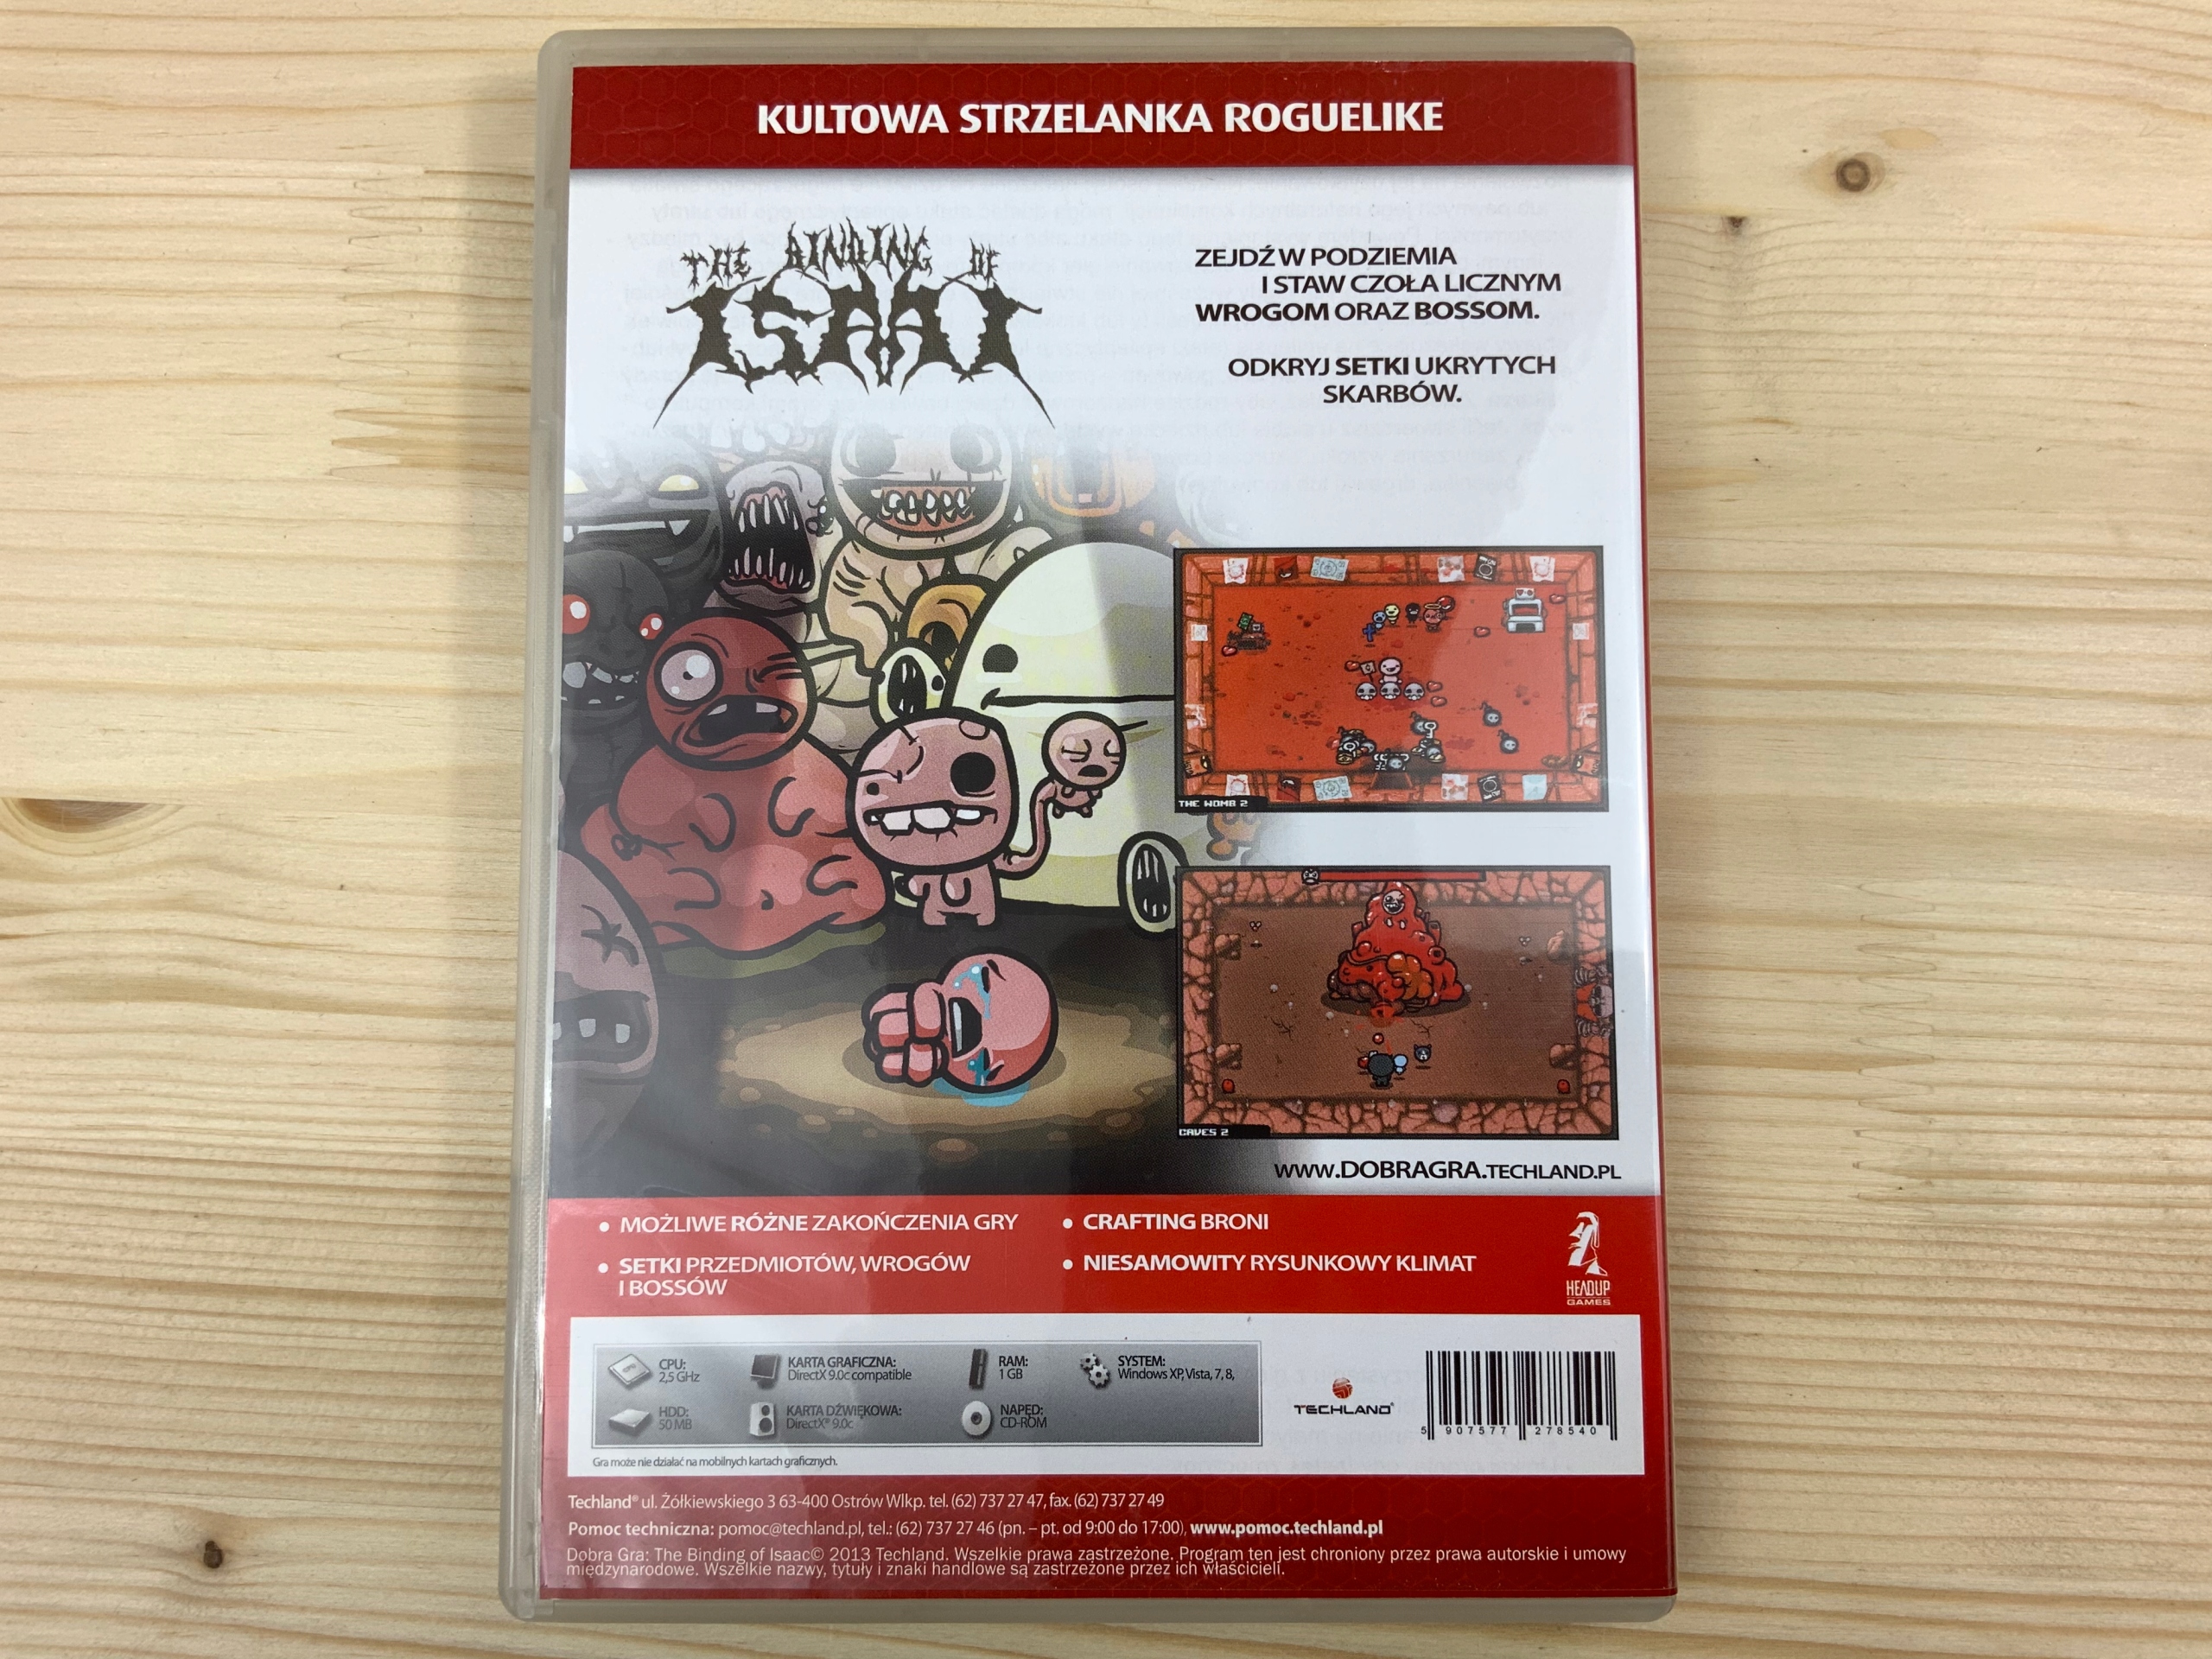 KULTOWA STRZELANKA ROGUELIKE
THE BINDING OF
ISAAC
ZEJDŹ W PODZIEMIA
I STAW CZOŁA LICZNYM
WROGOM ORAZ BOSSOM.
ODKRYJ SETKI UKRYTYCH
SKARBÓW.
THE WOMB 2
CAVES 2
WWW.DOBRAGRA.TECHLAND.PL
• MOŻLIWE RÓŻNE ZAKOŃCZENIA GRY
• SETKI PRZEDMIOTÓW, WROGÓW
I BOSSÓW
• CRAFTING BRONI
• NIESAMOWITY RYSUNKOWY KLIMAT
HEADUP
GAMES
CPU:
2,5 GHz
KARTA GRAFICZNA:
DirectX 9.0c compatible
RAM:
1 GB
SYSTEM:
Windows XP, Vista, 7, 8,
HDD:
50 MB
KARTA DŹWIĘKOWA:
DirectX® 9.0c
NAPĘD:
CD-ROM
Gra może nie działać na mobilnych kartach graficznych.
TECHLAND®
5 907577 278540
Techland® ul. Żółkiewskiego 3 63-400 Ostrów Wlkp. tel. (62) 737 27 47, fax. (62) 737 27 49
Pomoc techniczna: pomoc@techland.pl, tel.: (62) 737 27 46 (pn. – pt. od 9:00 do 17:00), www.pomoc.techland.pl
Dobra Gra: The Binding of Isaac© 2013 Techland. Wszelkie prawa zastrzeżone. Program ten jest chroniony przez prawa autorskie i umowy
międzynarodowe. Wszelkie nazwy, tytuły i znaki handlowe są zastrzeżone przez ich właścicieli.